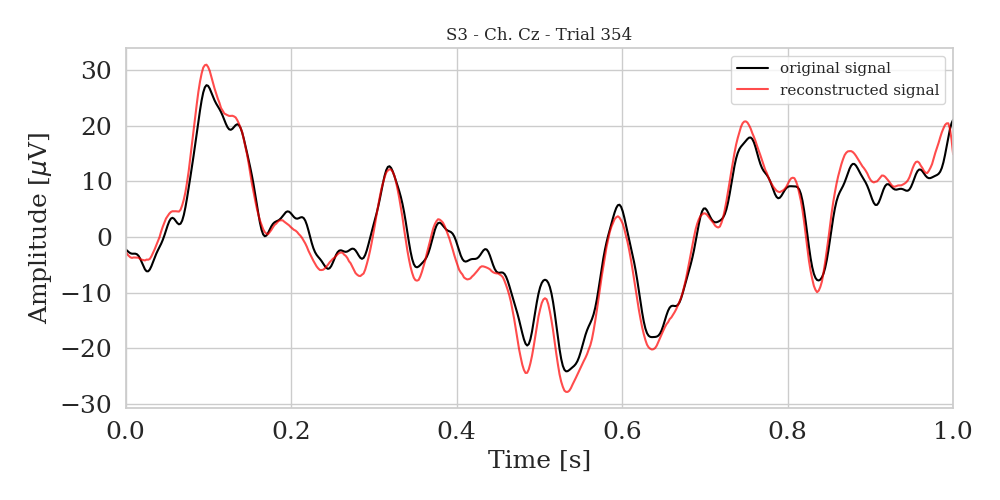 S3 - Ch. Cz - Trial 354
original signal
reconstructed signal
Amplitude [μV]
30
20
10
0
−10
−20
−30
0.0 0.2 0.4 0.6 0.8 1.0
Time [s]